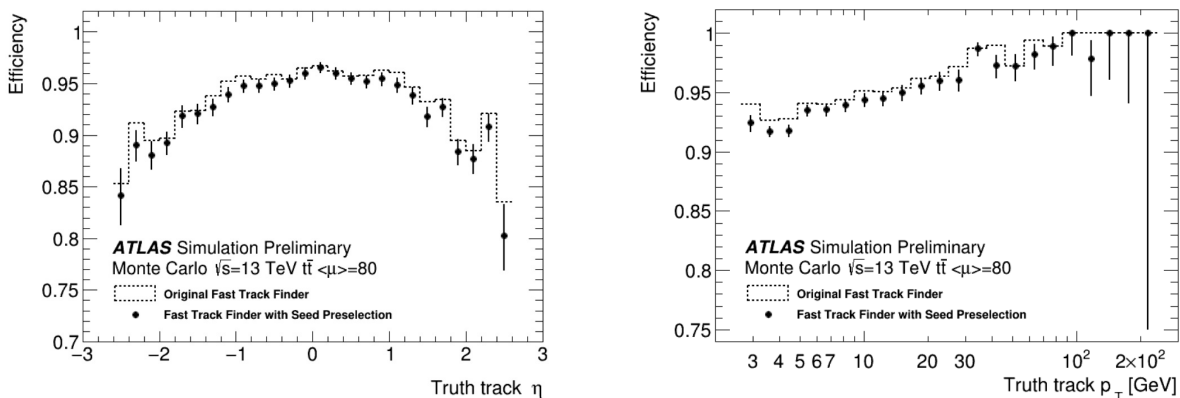 Efficiency
1
0.95
0.9
0.85
0.8
0.75
0.7
ATLAS Simulation Preliminary
Monte Carlo √s=13 TeV tt̄ <μ>=80
Original Fast Track Finder
Fast Track Finder with Seed Preselection
−3 −2 −1 0 1 2 3
Truth track η
Efficiency
1
0.95
0.9
0.85
0.8
0.75
ATLAS Simulation Preliminary
Monte Carlo √s=13 TeV tt̄ <μ>=80
Original Fast Track Finder
Fast Track Finder with Seed Preselection
3 4 5 6 7 10 20 30 10² 2×10²
Truth track p_T [GeV]